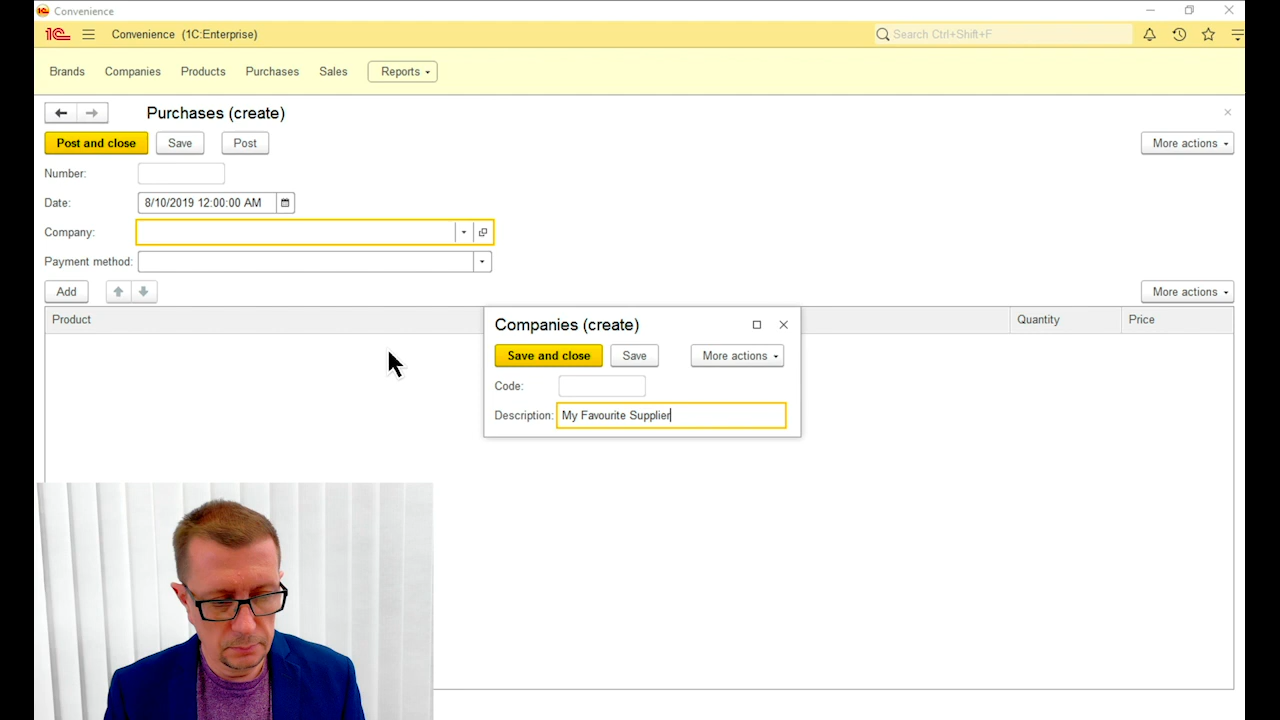 Convenience
1C Convenience (1C:Enterprise) Search Ctrl+Shift+F
Brands Companies Products Purchases Sales Reports
Purchases (create)
Post and close Save Post More actions
Number:
Date: 8/10/2019 12:00:00 AM
Company:
Payment method:
Add More actions
Product Quantity Price
Companies (create)
Save and close Save More actions
Code:
Description: My Favourite Supplier